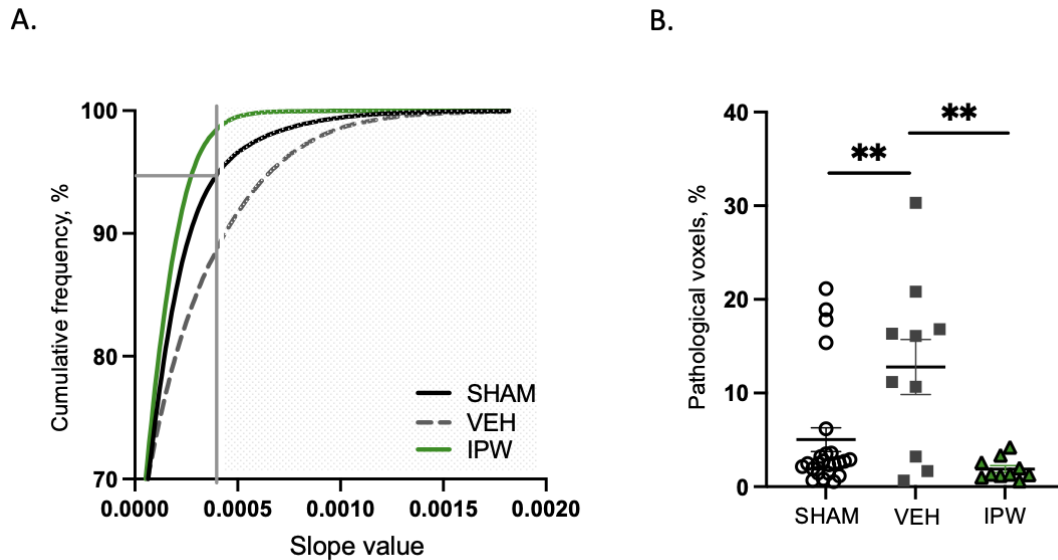 A.
B.
Cumulative frequency, %
100
90
80
70
0.0000
0.0005
0.0010
0.0015
0.0020
Slope value
SHAM
VEH
IPW
Pathological voxels, %
40
30
20
10
0
**
**
SHAM
VEH
IPW